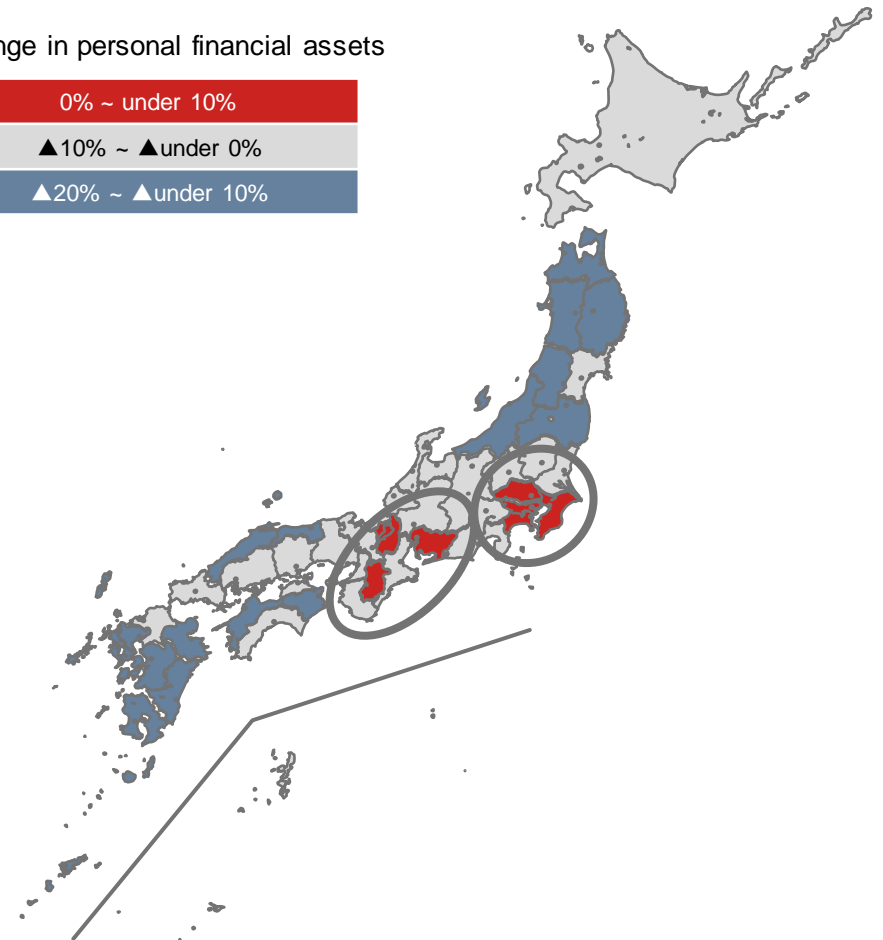 nge in personal financial assets
0% ~ under 10%
▲10% ~ ▲under 0%
▲20% ~ ▲under 10%